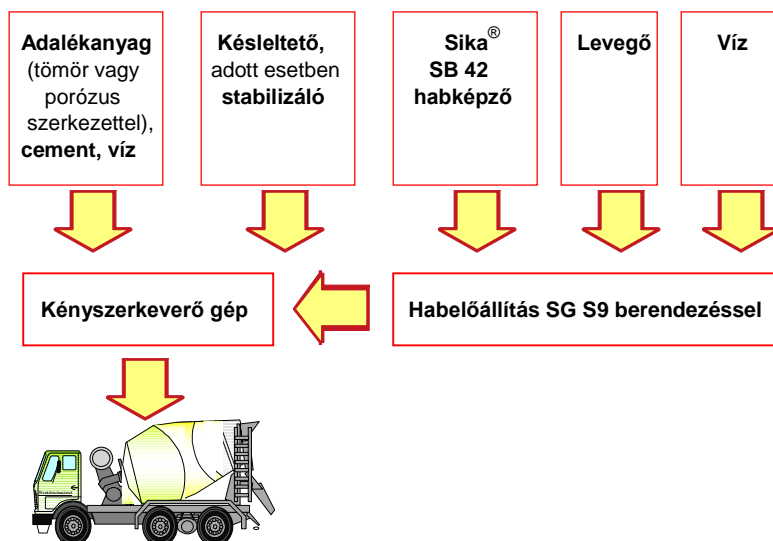 Adalékanyag
(tömör vagy
porózus
szerkezettel),
cement, víz
Késleltető,
adott esetben
stabilizáló
Sika®
SB 42
habképző
Levegő
Víz
Kényszerkeverő gép
Habelőállítás SG S9 berendezéssel